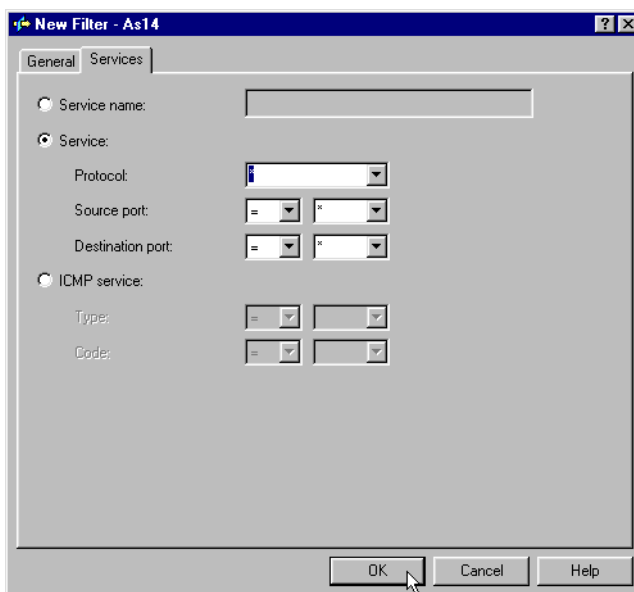 New Filter - As14
General Services
Service name:
Service:
Protocol: *
Source port: = *
Destination port: = *
ICMP service:
Type: =
Code: =
OK Cancel Help